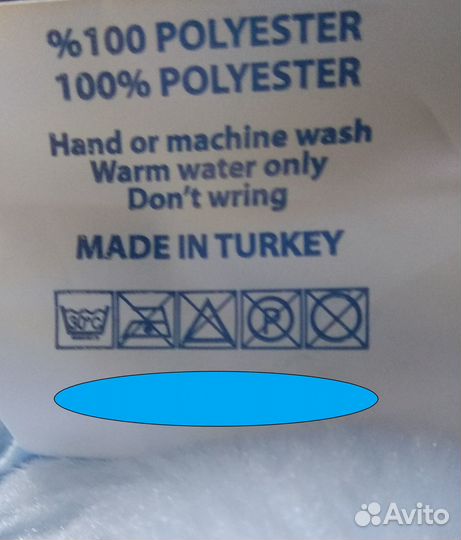 %100 POLYESTER
100% POLYESTER
Hand or machine wash
Warm water only
Don't wring
MADE IN TURKEY
30°C
P
Avito